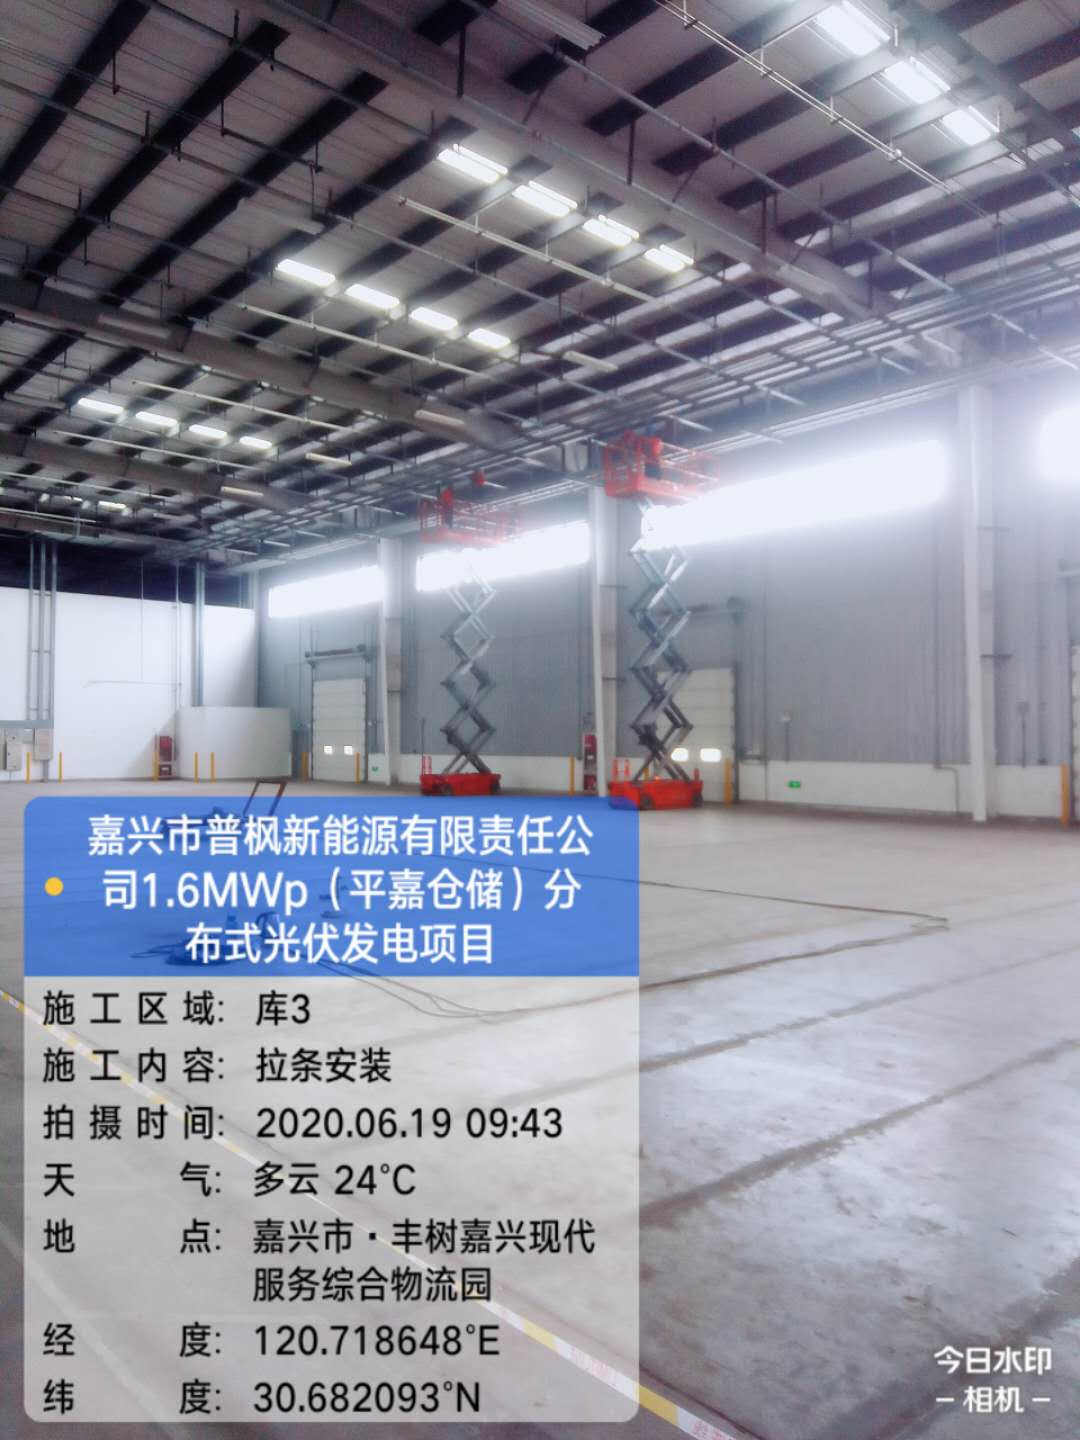 嘉兴市普枫新能源有限责任公
司1.6MWp（平嘉仓储）分
布式光伏发电项目
施工区域：库3
施工内容：拉条安装
拍摄时间：2020.06.19 09:43
天气：多云 24℃
地点：嘉兴市·丰树嘉兴现代
服务综合物流园
经度：120.718648°E
纬度：30.682093°N
今日水印
－相机－